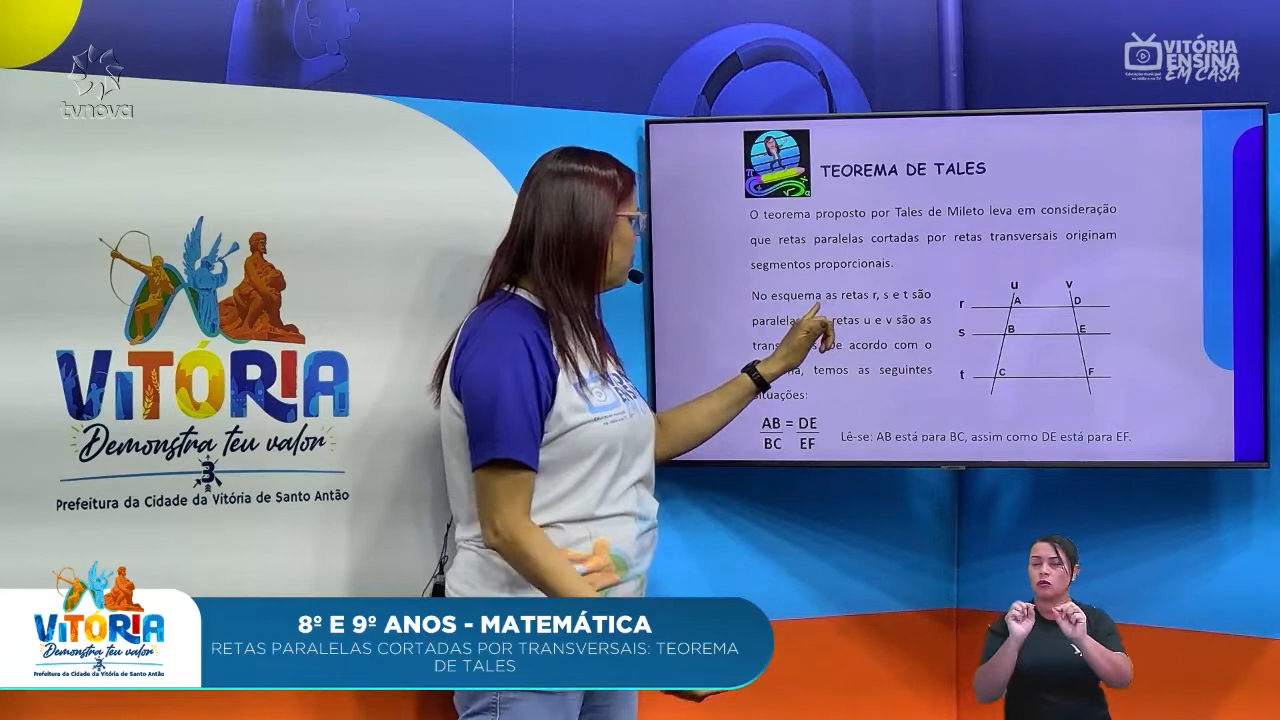 tvnova
VITÓRIA
ENSINA
EM CASA
TEOREMA DE TALES
O teorema proposto por Tales de Mileto leva em consideração
que retas paralelas cortadas por retas transversais originam
segmentos proporcionais.
No esquema as retas r, s e t são
retas u e v são as
De acordo com o
temos as seguintes
u v
r A D
s B E
t C F
AB = DE
BC EF
Lê-se: AB está para BC, assim como DE está para EF.
VITÓRIA
Demonstra teu valor
3
Prefeitura da Cidade da Vitória de Santo Antão
VITÓRIA
Demonstra teu valor
3
Prefeitura da Cidade da Vitória de Santo Antão
8º E 9º ANOS - MATEMÁTICA
RETAS PARALELAS CORTADAS POR TRANSVERSAIS: TEOREMA
DE TALES